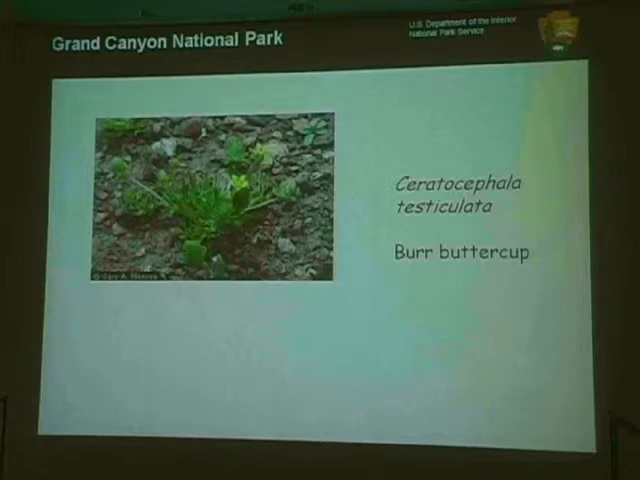 Grand Canyon National Park
U.S. Department of the Interior
National Park Service
Ceratocephala
testiculata
Burr buttercup